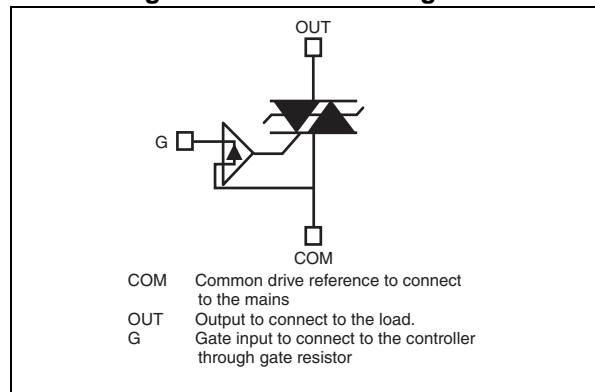 OUT
G
COM
COM Common drive reference to connect
to the mains
OUT Output to connect to the load.
G Gate input to connect to the controller
through gate resistor